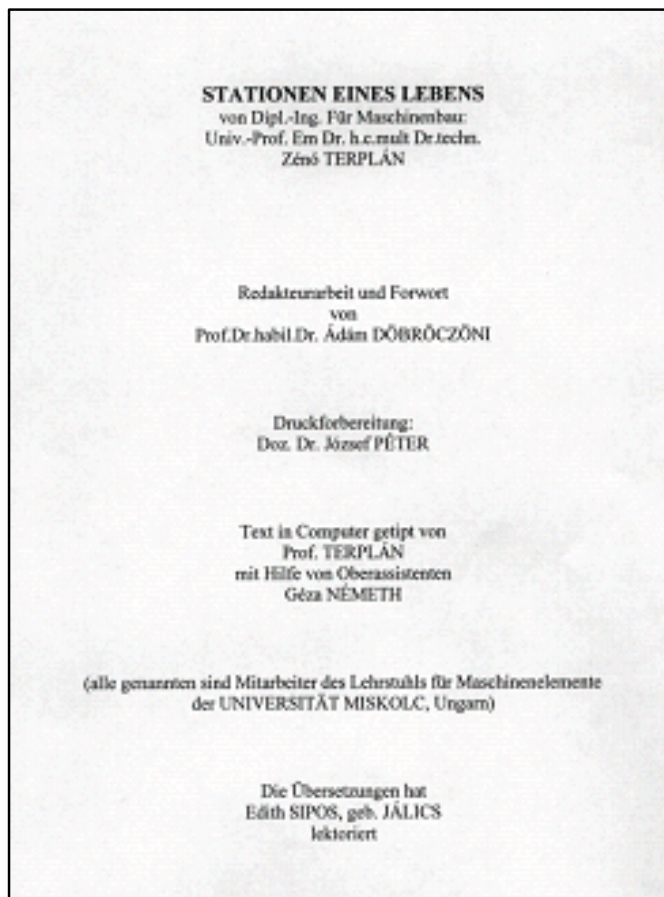 STATIONEN EINES LEBENS
von Dipl.-Ing. Für Maschinenbau:
Univ.-Prof. Em Dr. h.c.mult Dr.techn.
Zénó TERPLÁN
Redakteurarbeit und Forwort
von
Prof.Dr.habil.Dr. Ádám DÖBRÖCZÖNI
Druckforbereitung:
Doz. Dr. József PÉTER
Text in Computer getipt von
Prof. TERPLÁN
mit Hilfe von Oberassistenten
Géza NÉMETH
(alle genannten sind Mitarbeiter des Lehrstuhls für Maschinenelemente
der UNIVERSITÄT MISKOLC, Ungarn)
Die Übersetzungen hat
Edith SIPOS, geb. JÁLICS
lektoriert